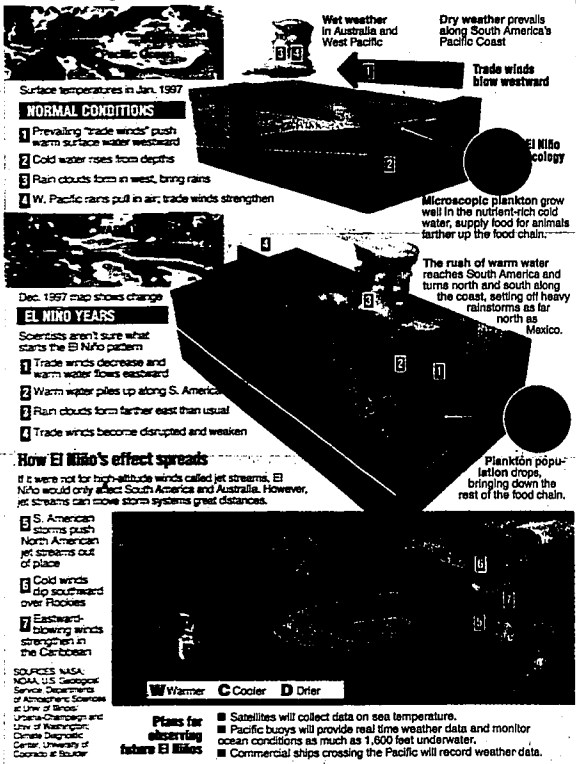 Wet weather
in Australia and
West Pacific
Dry weather prevails
along South America's
Pacific Coast
3 4
1
Trade winds
blow westward
Surface temperatures in Jan. 1997
NORMAL CONDITIONS
1 Prevailing "trade winds" push
warm surface water westward
2 Cold water rises from depths
3 Rain clouds form in west, bring rains
4 W. Pacific rains pull in air; trade winds strengthen
2
El Niño
ecology
Microscopic plankton grow
well in the nutrient-rich cold
water, supply food for animals
farther up the food chain.
4
The rush of warm water
reaches South America and
turns north and south along
the coast, setting off heavy
rainstorms as far
north as
Mexico.
3
2
1
Dec. 1997 map shows change
EL NIÑO YEARS
Scientists aren't sure what
starts the El Niño pattern
1 Trade winds decrease and
warm water flows eastward
2 Warm water piles up along S. America
3 Rain clouds form farther east than usual
4 Trade winds become disrupted and weaken
Plankton popu-
lation drops,
bringing down the
rest of the food chain.
How El Niño's effect spreads
If it were not for high-altitude winds called jet streams, El
Niño would only affect South America and Australia. However,
jet streams can move storm systems great distances.
5 S. American
storms push
North American
jet streams out
of place
6 Cold winds
dip southward
over Rockies
7 Eastward-
blowing winds
strengthen in
the Caribbean
6
7
5
W Warmer C Cooler D Drier
SOURCES: NASA;
NOAA; U.S. Geological
Service; Departments
of Atmospheric Sciences
at Univ. of Illinois/
Urbana-Champaign and
Univ. of Washington;
Climate Diagnostic
Center, University of
Colorado at Boulder
Plans for
observing
future El Niños
■ Satellites will collect data on sea temperature.
■ Pacific buoys will provide real time weather data and monitor
ocean conditions as much as 1,600 feet underwater.
■ Commercial ships crossing the Pacific will record weather data.